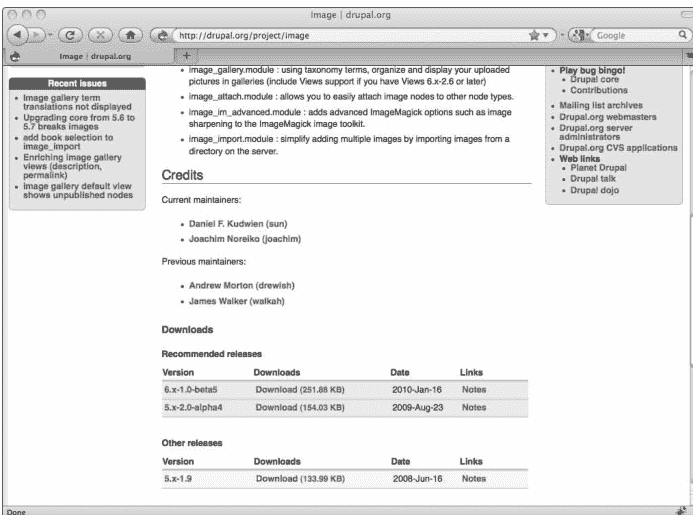 Image | drupal.org
http://drupal.org/project/image
Google
Image | drupal.org
+
Recent issues
• Image gallery term
translations not displayed
• Upgrading core from 5.6 to
5.7 breaks images
• add book selection to
image_import
• Enriching image gallery
views (description,
permalink)
• image gallery default view
shows unpublished nodes
• image_gallery.module : using taxonomy terms, organize and display your uploaded
pictures in galleries (include Views support if you have Views 6.x-2.6 or later)
• image_attach.module : allows you to easily attach image nodes to other node types.
• image_im_advanced.module : adds advanced ImageMagick options such as image
sharpening to the ImageMagick image toolkit.
• image_import.module : simplify adding multiple images by importing images from a
directory on the server.
Credits
Current maintainers:
• Daniel F. Kudwien (sun)
• Joachim Noreiko (joachim)
Previous maintainers:
• Andrew Morton (drewish)
• James Walker (walkah)
Downloads
Recommended releases
Version Downloads Date Links
6.x-1.0-beta5 Download (251.88 KB) 2010-Jan-16 Notes
5.x-2.0-alpha4 Download (154.03 KB) 2009-Aug-23 Notes
Other releases
Version Downloads Date Links
5.x-1.9 Download (133.99 KB) 2008-Jun-16 Notes
• Play bug bingo!
• Drupal core
• Contributions
• Mailing list archives
• Drupal.org webmasters
• Drupal.org server
administrators
• Drupal.org CVS applications
• Web links
• Planet Drupal
• Drupal talk
• Drupal dojo
Done